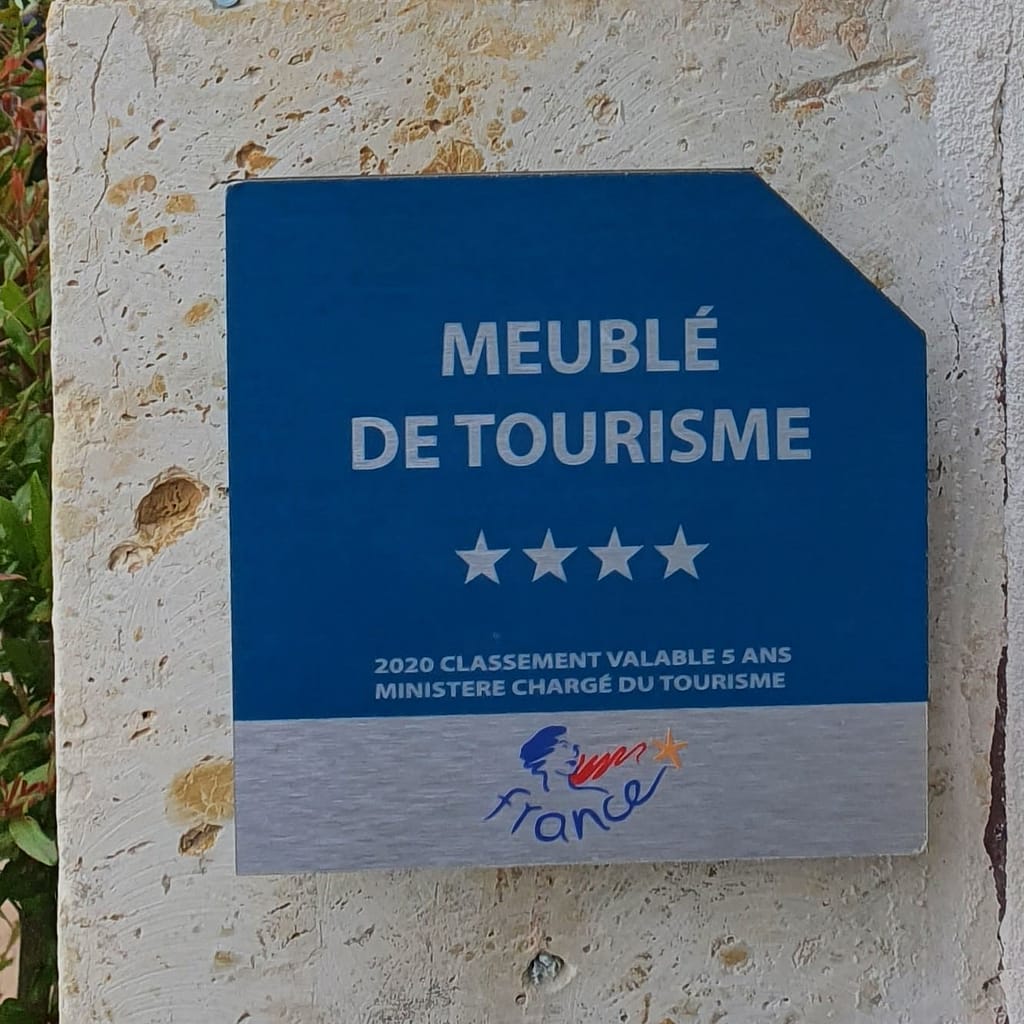 MEUBLÉ
DE TOURISME
2020 CLASSEMENT VALABLE 5 ANS
MINISTERE CHARGÉ DU TOURISME
france